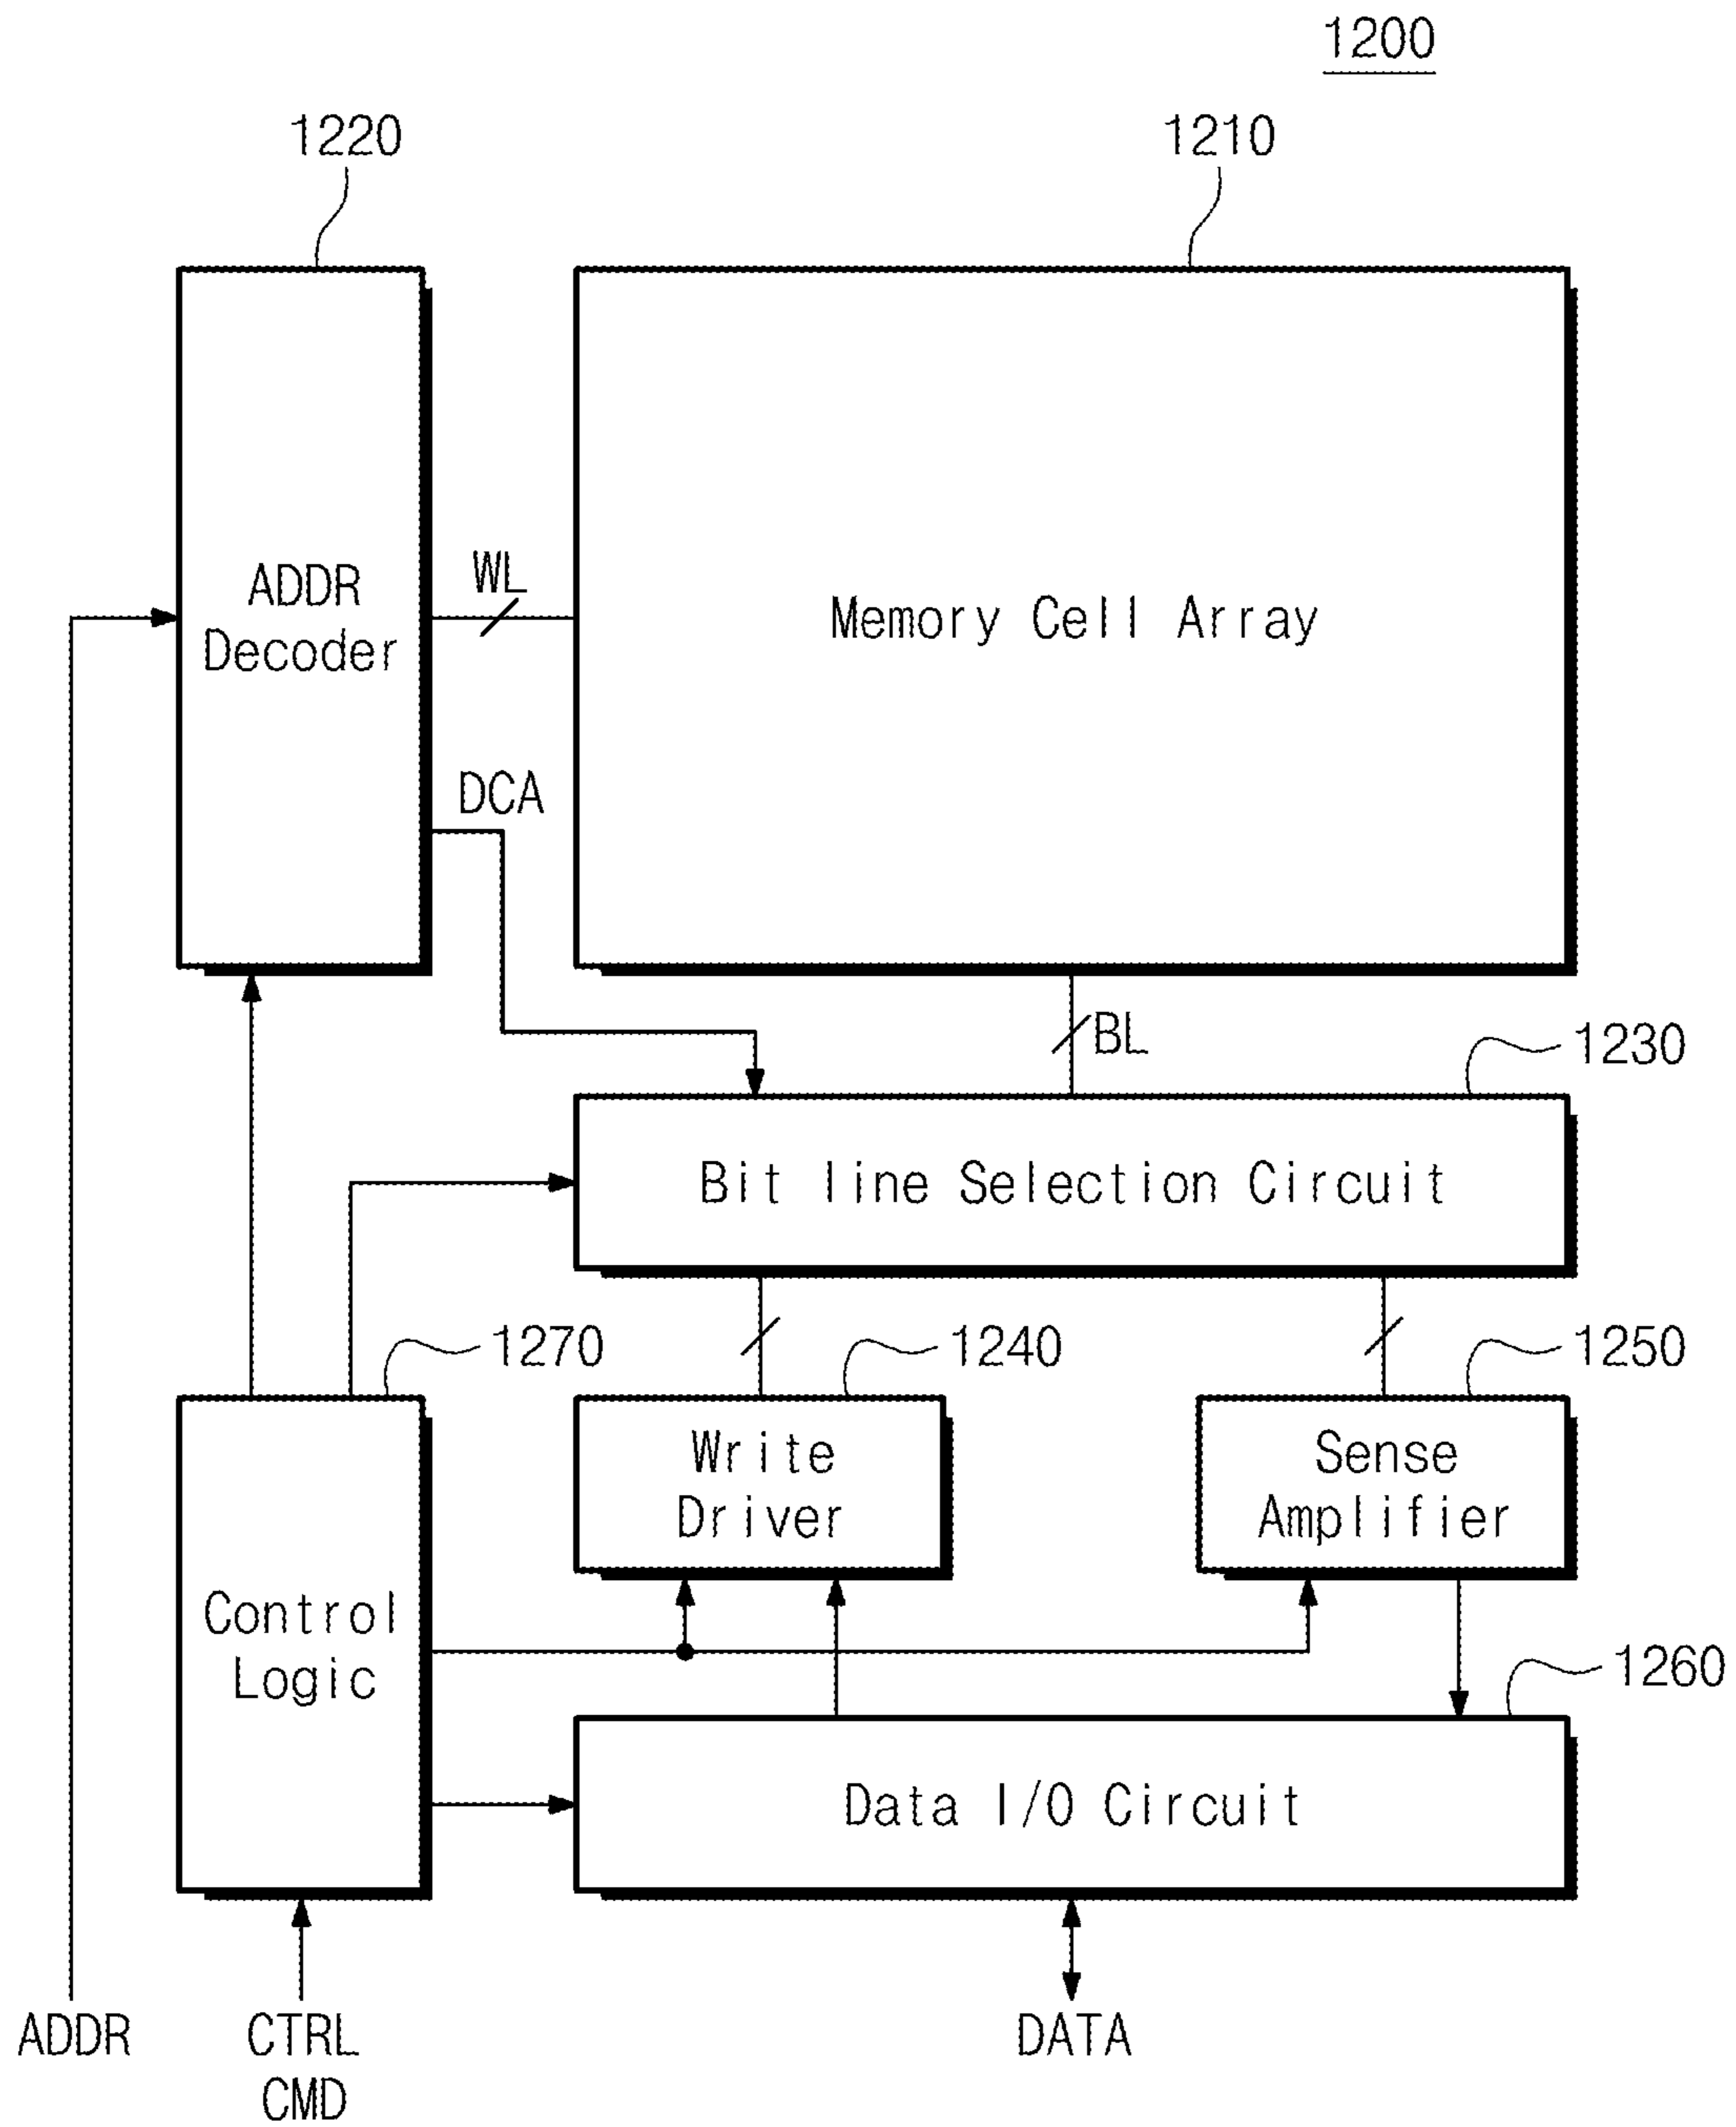 1200
1220
1210
ADDR
Decoder
WL
Memory Cell Array
DCA
BL
1230
Bit line Selection Circuit
1270
1240
1250
Write
Driver
Sense
Amplifier
Control
Logic
1260
Data I/O Circuit
ADDR
CTRL
CMD
DATA